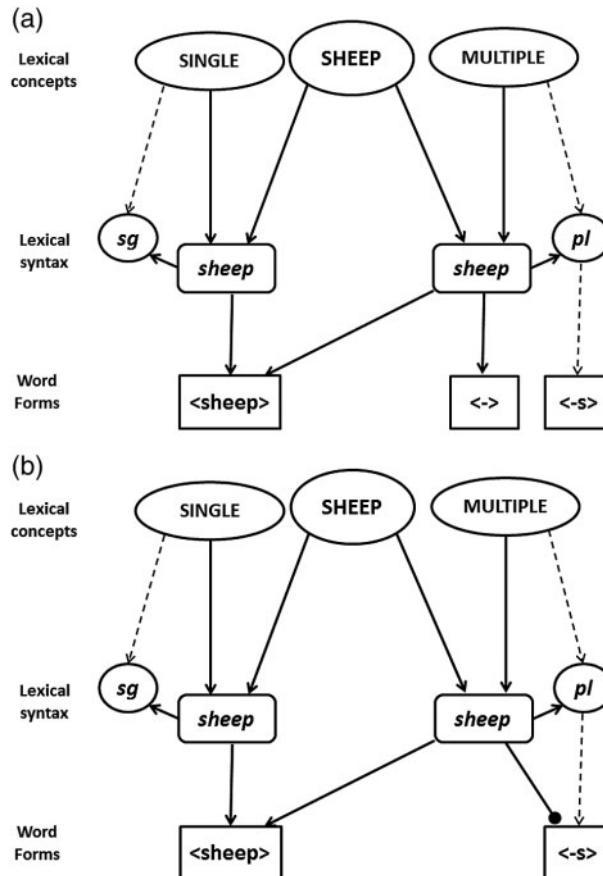 (a)
Lexical
concepts
SINGLE
SHEEP
MULTIPLE
Lexical
syntax
sg
sheep
sheep
pl
Word
Forms
<sheep>
<->
<-s>
(b)
Lexical
concepts
SINGLE
SHEEP
MULTIPLE
Lexical
syntax
sg
sheep
sheep
pl
Word
Forms
<sheep>
<-s>